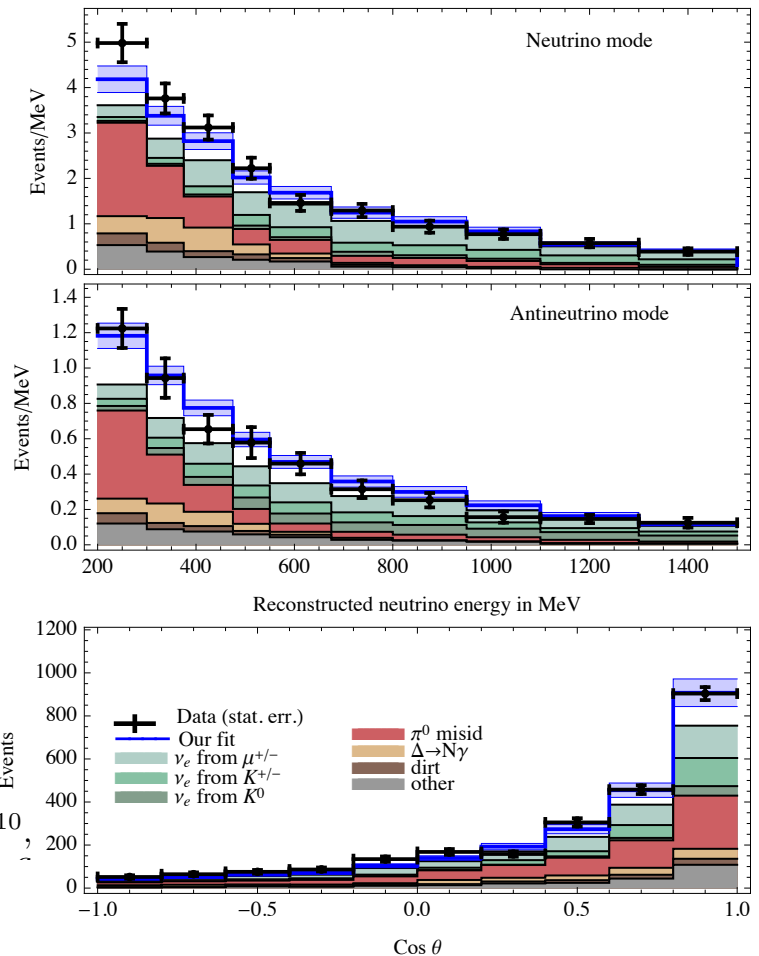 Neutrino mode
Events/MeV
5
4
3
2
1
0
Antineutrino mode
Events/MeV
1.4
1.2
1.0
0.8
0.6
0.4
0.2
0.0
200 400 600 800 1000 1200 1400
Reconstructed neutrino energy in MeV
1200
1000
800
600
400
200
0
Events
Data (stat. err.)
Our fit
νe from μ+/−
νe from K+/−
νe from K0
π0 misid
Δ→Nγ
dirt
other
10
,
−1.0 −0.5 0.0 0.5 1.0
Cos θ